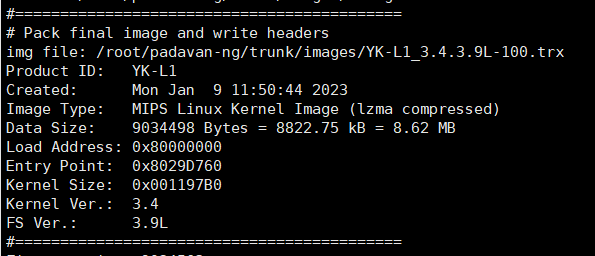 #===========================================
# Pack final image and write headers
img file: /root/padavan-ng/trunk/images/YK-L1_3.4.3.9L-100.trx
Product ID:   YK-L1
Created:      Mon Jan  9 11:50:44 2023
Image Type:   MIPS Linux Kernel Image (lzma compressed)
Data Size:    9034498 Bytes = 8822.75 kB = 8.62 MB
Load Address: 0x80000000
Entry Point:  0x8029D760
Kernel Size:  0x001197B0
Kernel Ver.:  3.4
FS Ver.:      3.9L
#===========================================